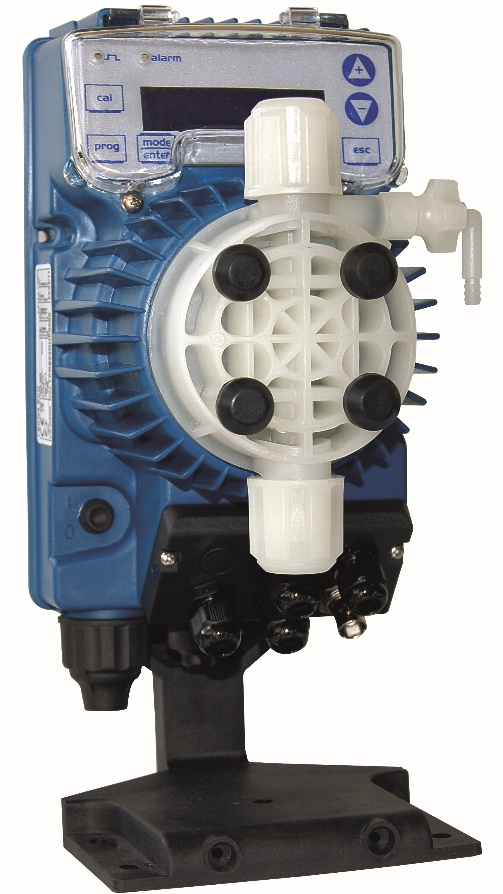 alarm
cal
prog
mode
enter
esc
+
-
I
O